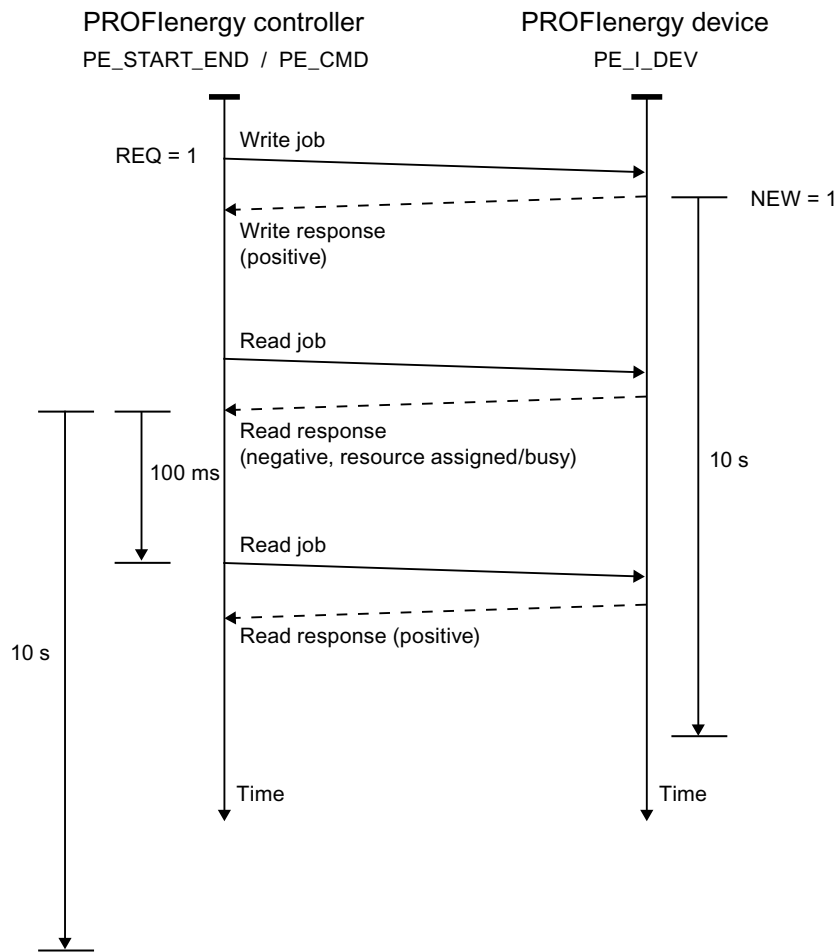 PROFIenergy controller
PE_START_END / PE_CMD
PROFIenergy device
PE_I_DEV
Write job
REQ = 1
NEW = 1
Write response
(positive)
Read job
Read response
(negative, resource assigned/busy)
100 ms
10 s
Read job
Read response (positive)
10 s
Time
Time